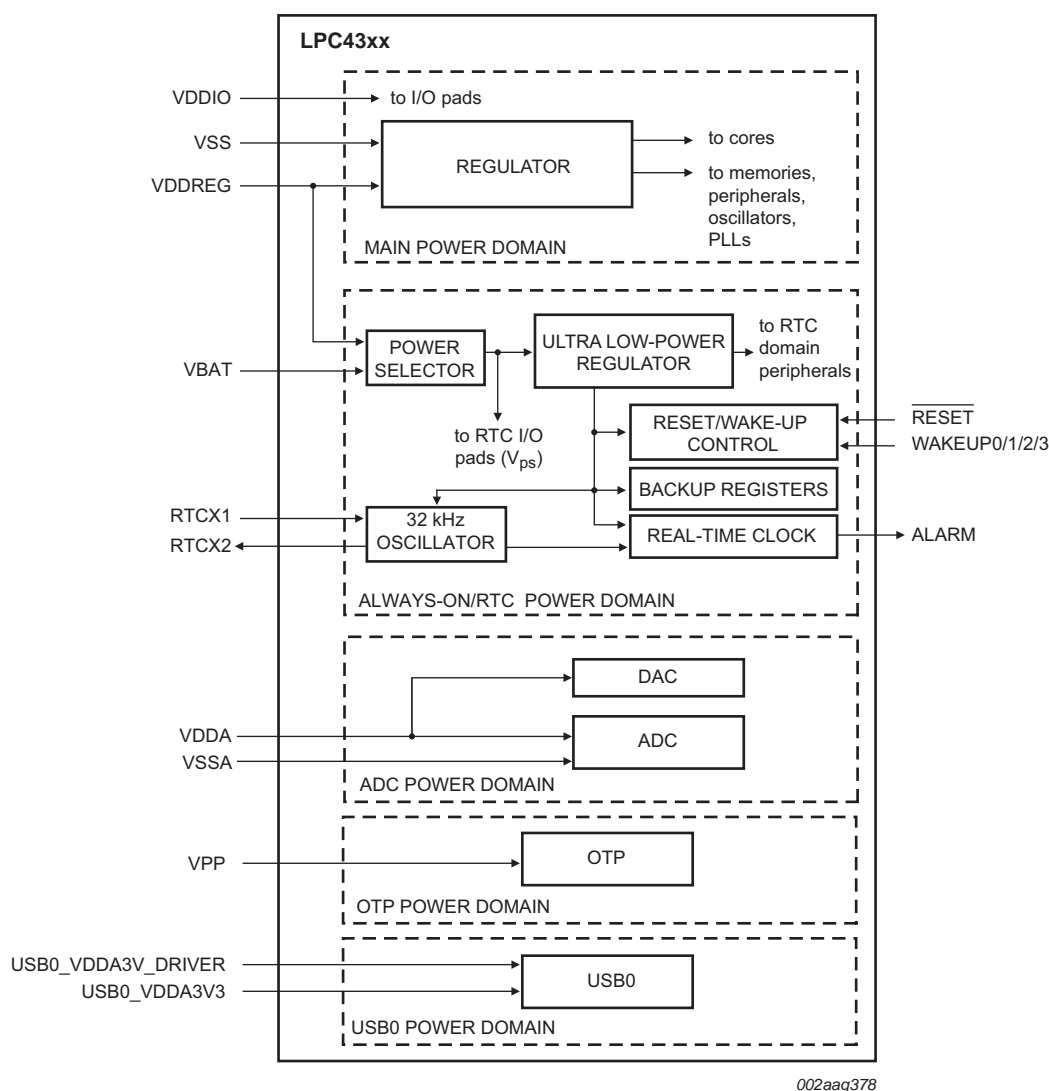 LPC43xx
VDDIO
to I/O pads
VSS
VDDREG
REGULATOR
to cores
to memories,
peripherals,
oscillators,
PLLs
MAIN POWER DOMAIN
VBAT
POWER
SELECTOR
ULTRA LOW-POWER
REGULATOR
to RTC
domain
peripherals
to RTC I/O
pads (Vps)
RESET/WAKE-UP
CONTROL
RESET
WAKEUP0/1/2/3
BACKUP REGISTERS
RTCX1
RTCX2
32 kHz
OSCILLATOR
REAL-TIME CLOCK
ALARM
ALWAYS-ON/RTC POWER DOMAIN
DAC
VDDA
VSSA
ADC
ADC POWER DOMAIN
VPP
OTP
OTP POWER DOMAIN
USB0_VDDA3V_DRIVER
USB0_VDDA3V3
USB0
USB0 POWER DOMAIN
002aag378